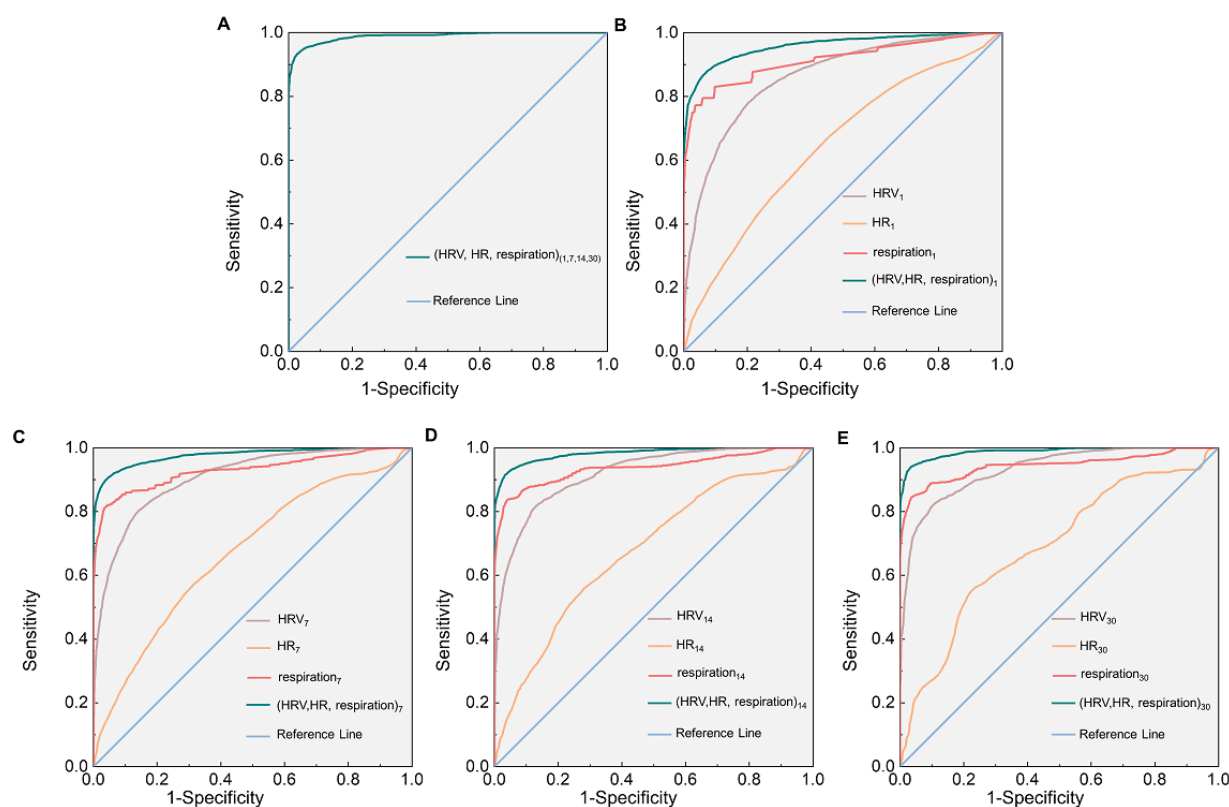 A
1.0
0.8
0.6
0.4
0.2
0.0
Sensitivity
(HRV, HR, respiration)(1,7,14,30)
Reference Line
0.0 0.2 0.4 0.6 0.8 1.0
1-Specificity
B
1.0
0.8
0.6
0.4
0.2
0.0
Sensitivity
HRV1
HR1
respiration1
(HRV,HR, respiration)1
Reference Line
0.0 0.2 0.4 0.6 0.8 1.0
1-Specificity
C
1.0
0.8
0.6
0.4
0.2
0.0
Sensitivity
HRV7
HR7
respiration7
(HRV,HR, respiration)7
Reference Line
0.0 0.2 0.4 0.6 0.8 1.0
1-Specificity
D
1.0
0.8
0.6
0.4
0.2
0.0
Sensitivity
HRV14
HR14
respiration14
(HRV,HR, respiration)14
Reference Line
0.0 0.2 0.4 0.6 0.8 1.0
1-Specificity
E
1.0
0.8
0.6
0.4
0.2
0.0
Sensitivity
HRV30
HR30
respiration30
(HRV,HR, respiration)30
Reference Line
0.0 0.2 0.4 0.6 0.8 1.0
1-Specificity